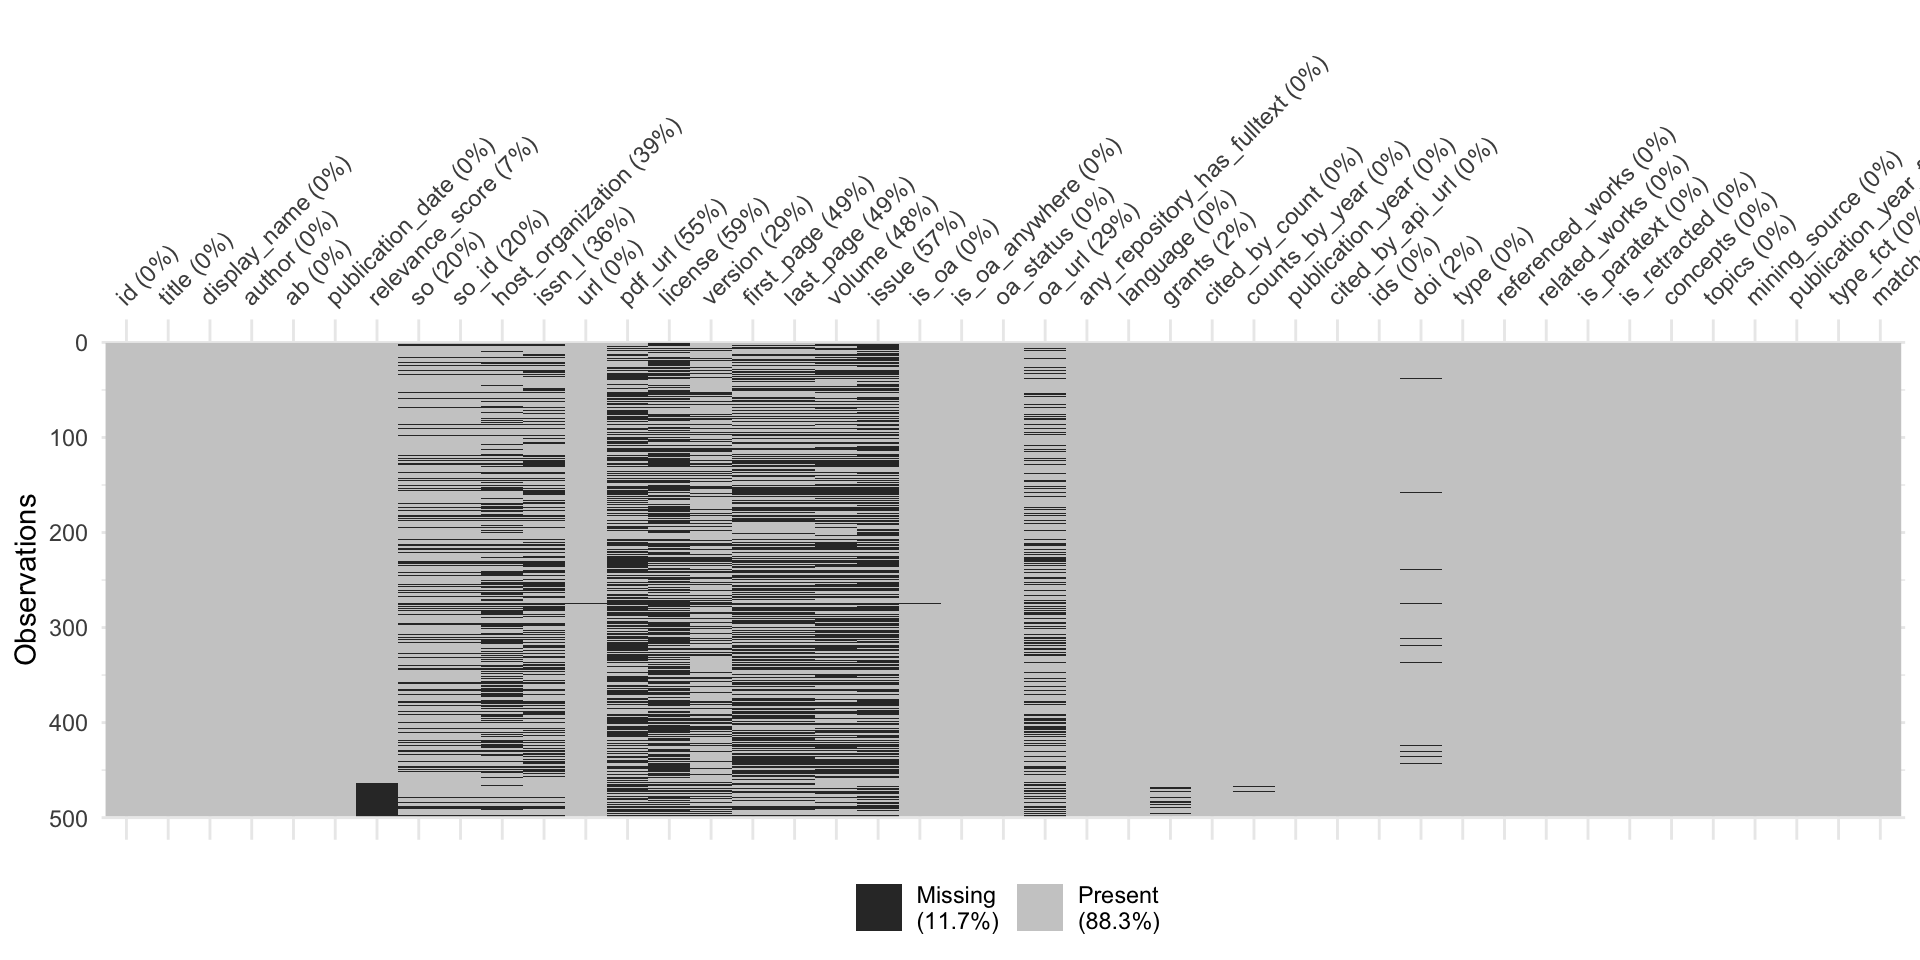 id (0%)
title (0%)
display_name (0%)
author (0%)
ab (0%)
publication_date (0%)
relevance_score (7%)
so (20%)
so_id (20%)
host_organization (39%)
issn_l (36%)
url (0%)
pdf_url (55%)
license (59%)
version (29%)
first_page (49%)
last_page (49%)
volume (48%)
issue (57%)
is_oa (0%)
is_oa_anywhere (0%)
oa_status (0%)
oa_url (29%)
any_repository_has_fulltext (0%)
language (0%)
grants (2%)
cited_by_count (0%)
counts_by_year (0%)
publication_year (0%)
cited_by_api_url (0%)
ids (0%)
doi (2%)
type (0%)
referenced_works (0%)
related_works (0%)
is_paratext (0%)
is_retracted (0%)
concepts (0%)
topics (0%)
mining_source (0%)
publication_year_
type_fct (0%
match
Observations
0
100
200
300
400
500
Missing
(11.7%)
Present
(88.3%)